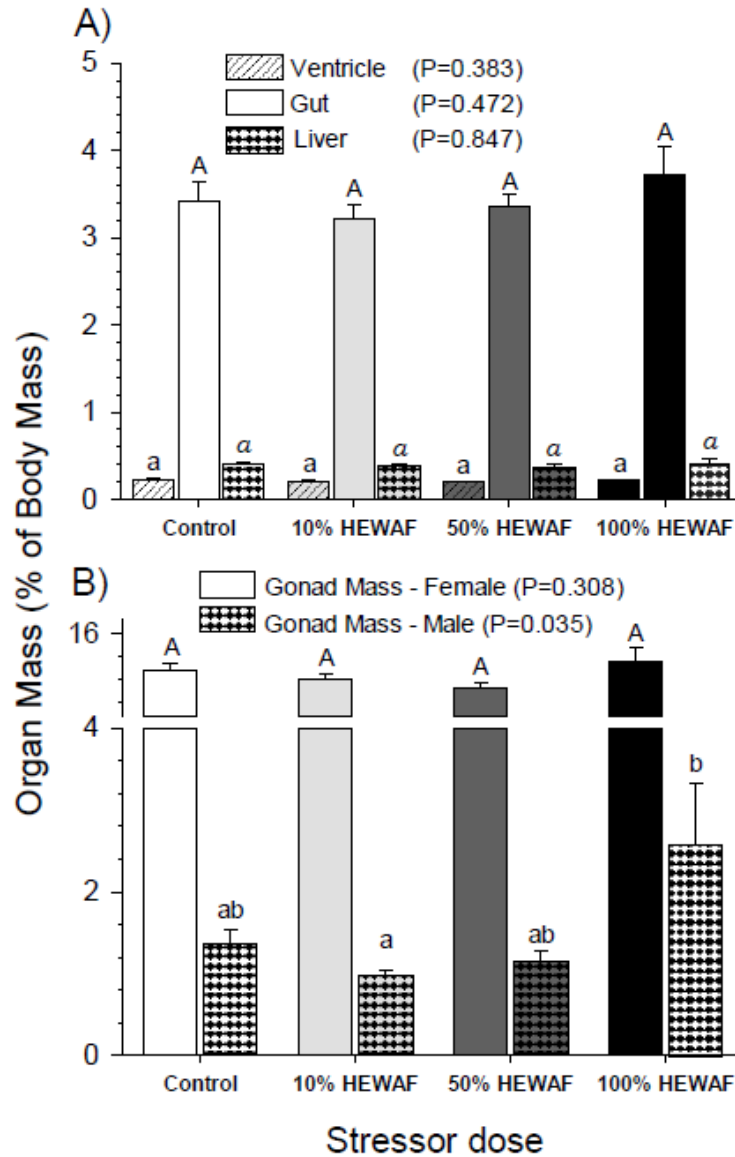 A)
5
4
3
2
1
0
Ventricle (P=0.383)
Gut (P=0.472)
Liver (P=0.847)
A A A A
a a a a a a a a
Control 10% HEWAF 50% HEWAF 100% HEWAF
Organ Mass (% of Body Mass)
B)
16
4
2
0
Gonad Mass - Female (P=0.308)
Gonad Mass - Male (P=0.035)
A A A A
ab a ab b
Control 10% HEWAF 50% HEWAF 100% HEWAF
Stressor dose